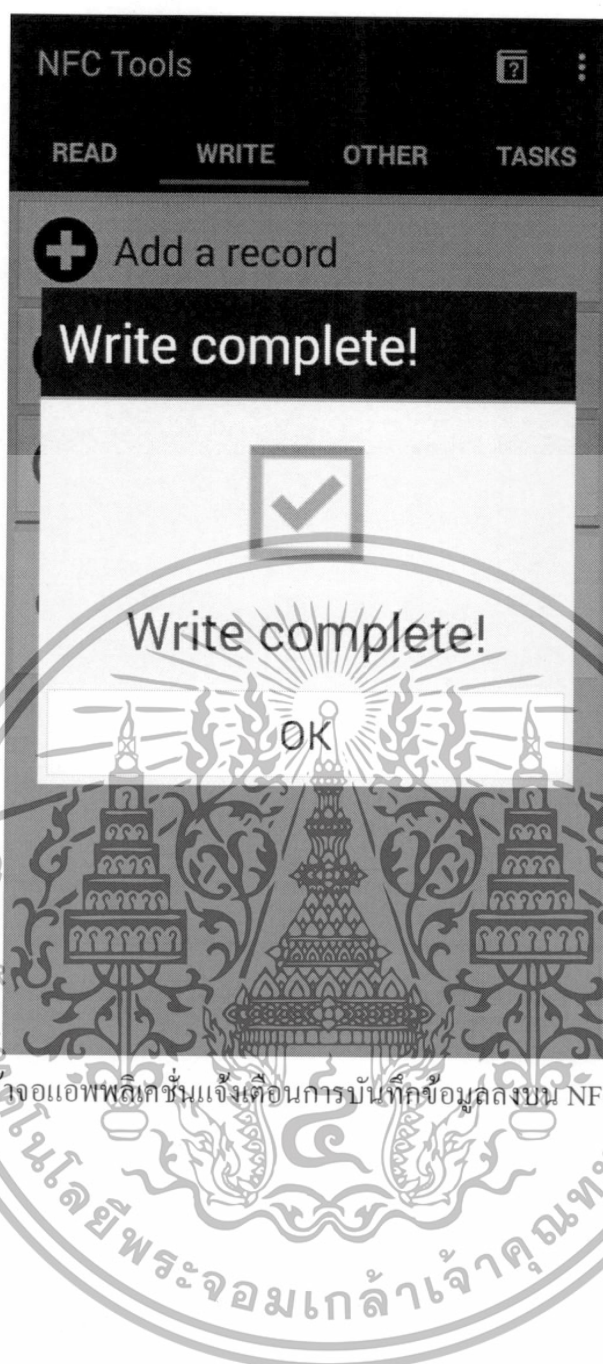 NFC Tools
READ WRITE OTHER TASKS
Add a record
Write complete!
Write complete!
OK
จอแอพพลิเคชั่นแจ้งเตือนการบันทึกข้อมูลลงบน NF
โนโลยีพระจอมเกล้าเจ้าคุณท